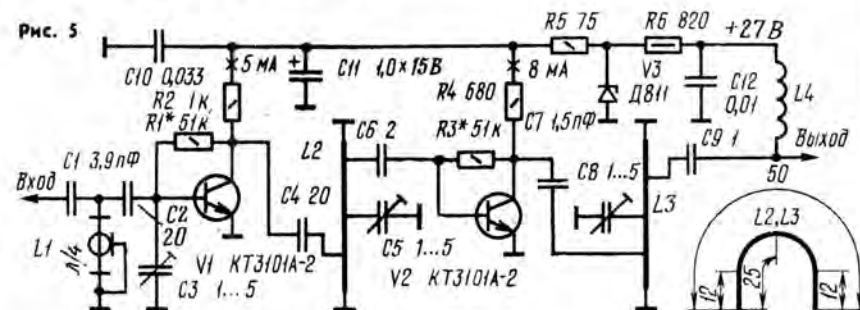 Рис. 5
R5 75
R6 820
+27 В
C10 0,033
5 мА
+
C11 1,0×15 В
8 мА
V3
Д811
C12
0,01
L4
R2 1к
R1* 51к
R4 680
C6 2
R3* 51к
C7 1,5пФ
L2
C9 1
Выход
50
C1 3,9пФ
Вход
C4 20
C8 1...5
L3
L2, L3
C2
20
L1
Л/4
C5 1...5
V1 КТ3101А-2
V2 КТ3101А-2
C3 1...5
12
25
12